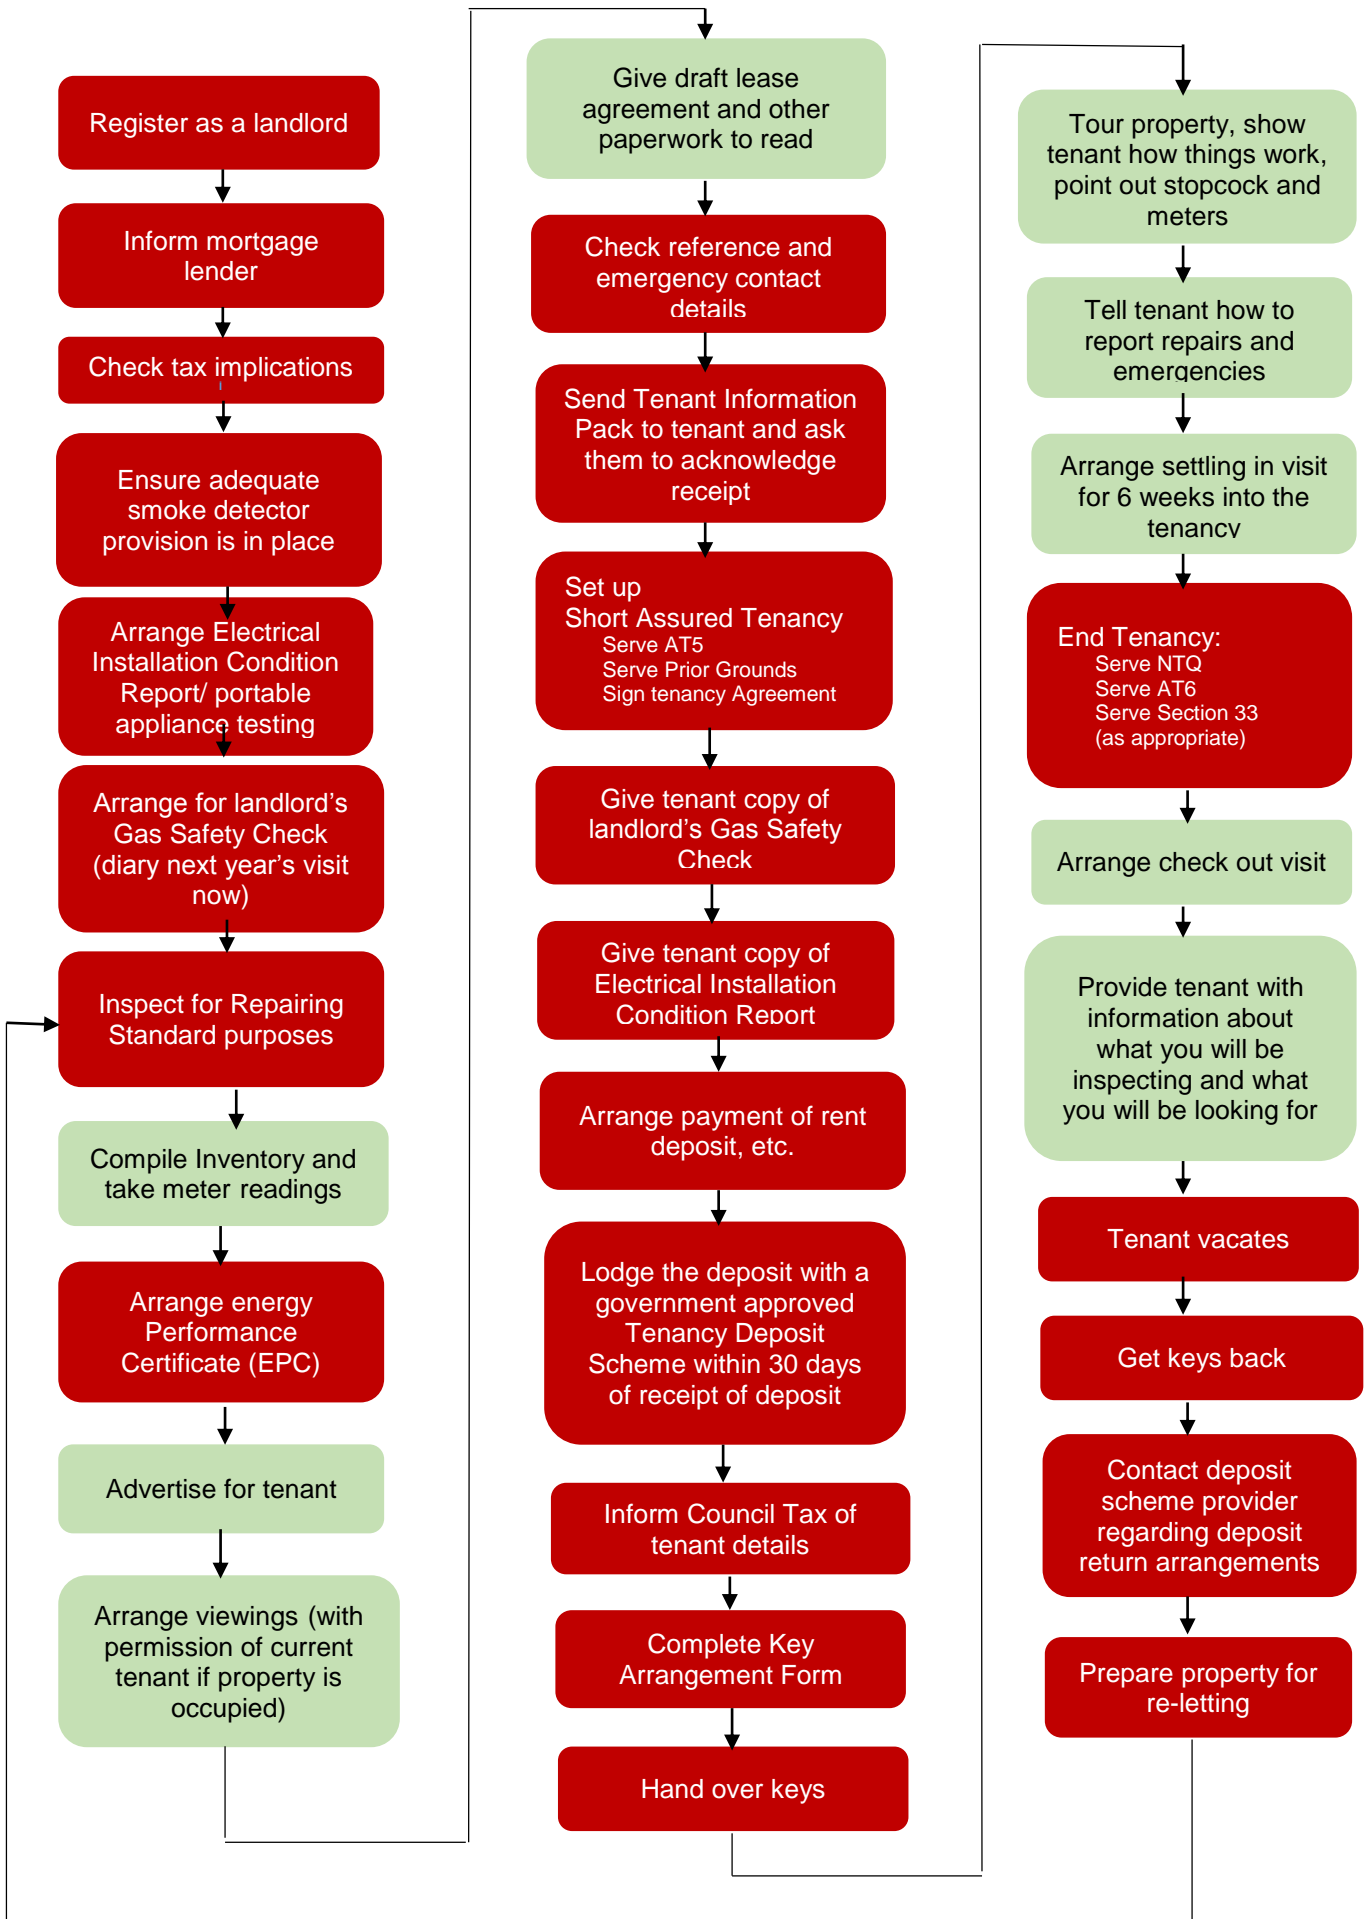 Register as a landlord
Inform mortgage
lender
Check tax implications
Ensure adequate
smoke detector
provision is in place
Arrange Electrical
Installation Condition
Report/ portable
appliance testing
Arrange for landlord’s
Gas Safety Check
(diary next year’s visit
now)
Inspect for Repairing
Standard purposes
Compile Inventory and
take meter readings
Arrange energy
Performance
Certificate (EPC)
Advertise for tenant
Arrange viewings (with
permission of current
tenant if property is
occupied)
Give draft lease
agreement and other
paperwork to read
Check reference and
emergency contact
details
Send Tenant Information
Pack to tenant and ask
them to acknowledge
receipt
Set up
Short Assured Tenancy
Serve AT5
Serve Prior Grounds
Sign tenancy Agreement
Give tenant copy of
landlord’s Gas Safety
Check
Give tenant copy of
Electrical Installation
Condition Report
Arrange payment of rent
deposit, etc.
Lodge the deposit with a
government approved
Tenancy Deposit
Scheme within 30 days
of receipt of deposit
Inform Council Tax of
tenant details
Complete Key
Arrangement Form
Hand over keys
Tour property, show
tenant how things work,
point out stopcock and
meters
Tell tenant how to
report repairs and
emergencies
Arrange settling in visit
for 6 weeks into the
tenancy
End Tenancy:
Serve NTQ
Serve AT6
Serve Section 33
(as appropriate)
Arrange check out visit
Provide tenant with
information about
what you will be
inspecting and what
you will be looking for
Tenant vacates
Get keys back
Contact deposit
scheme provider
regarding deposit
return arrangements
Prepare property for
re-letting